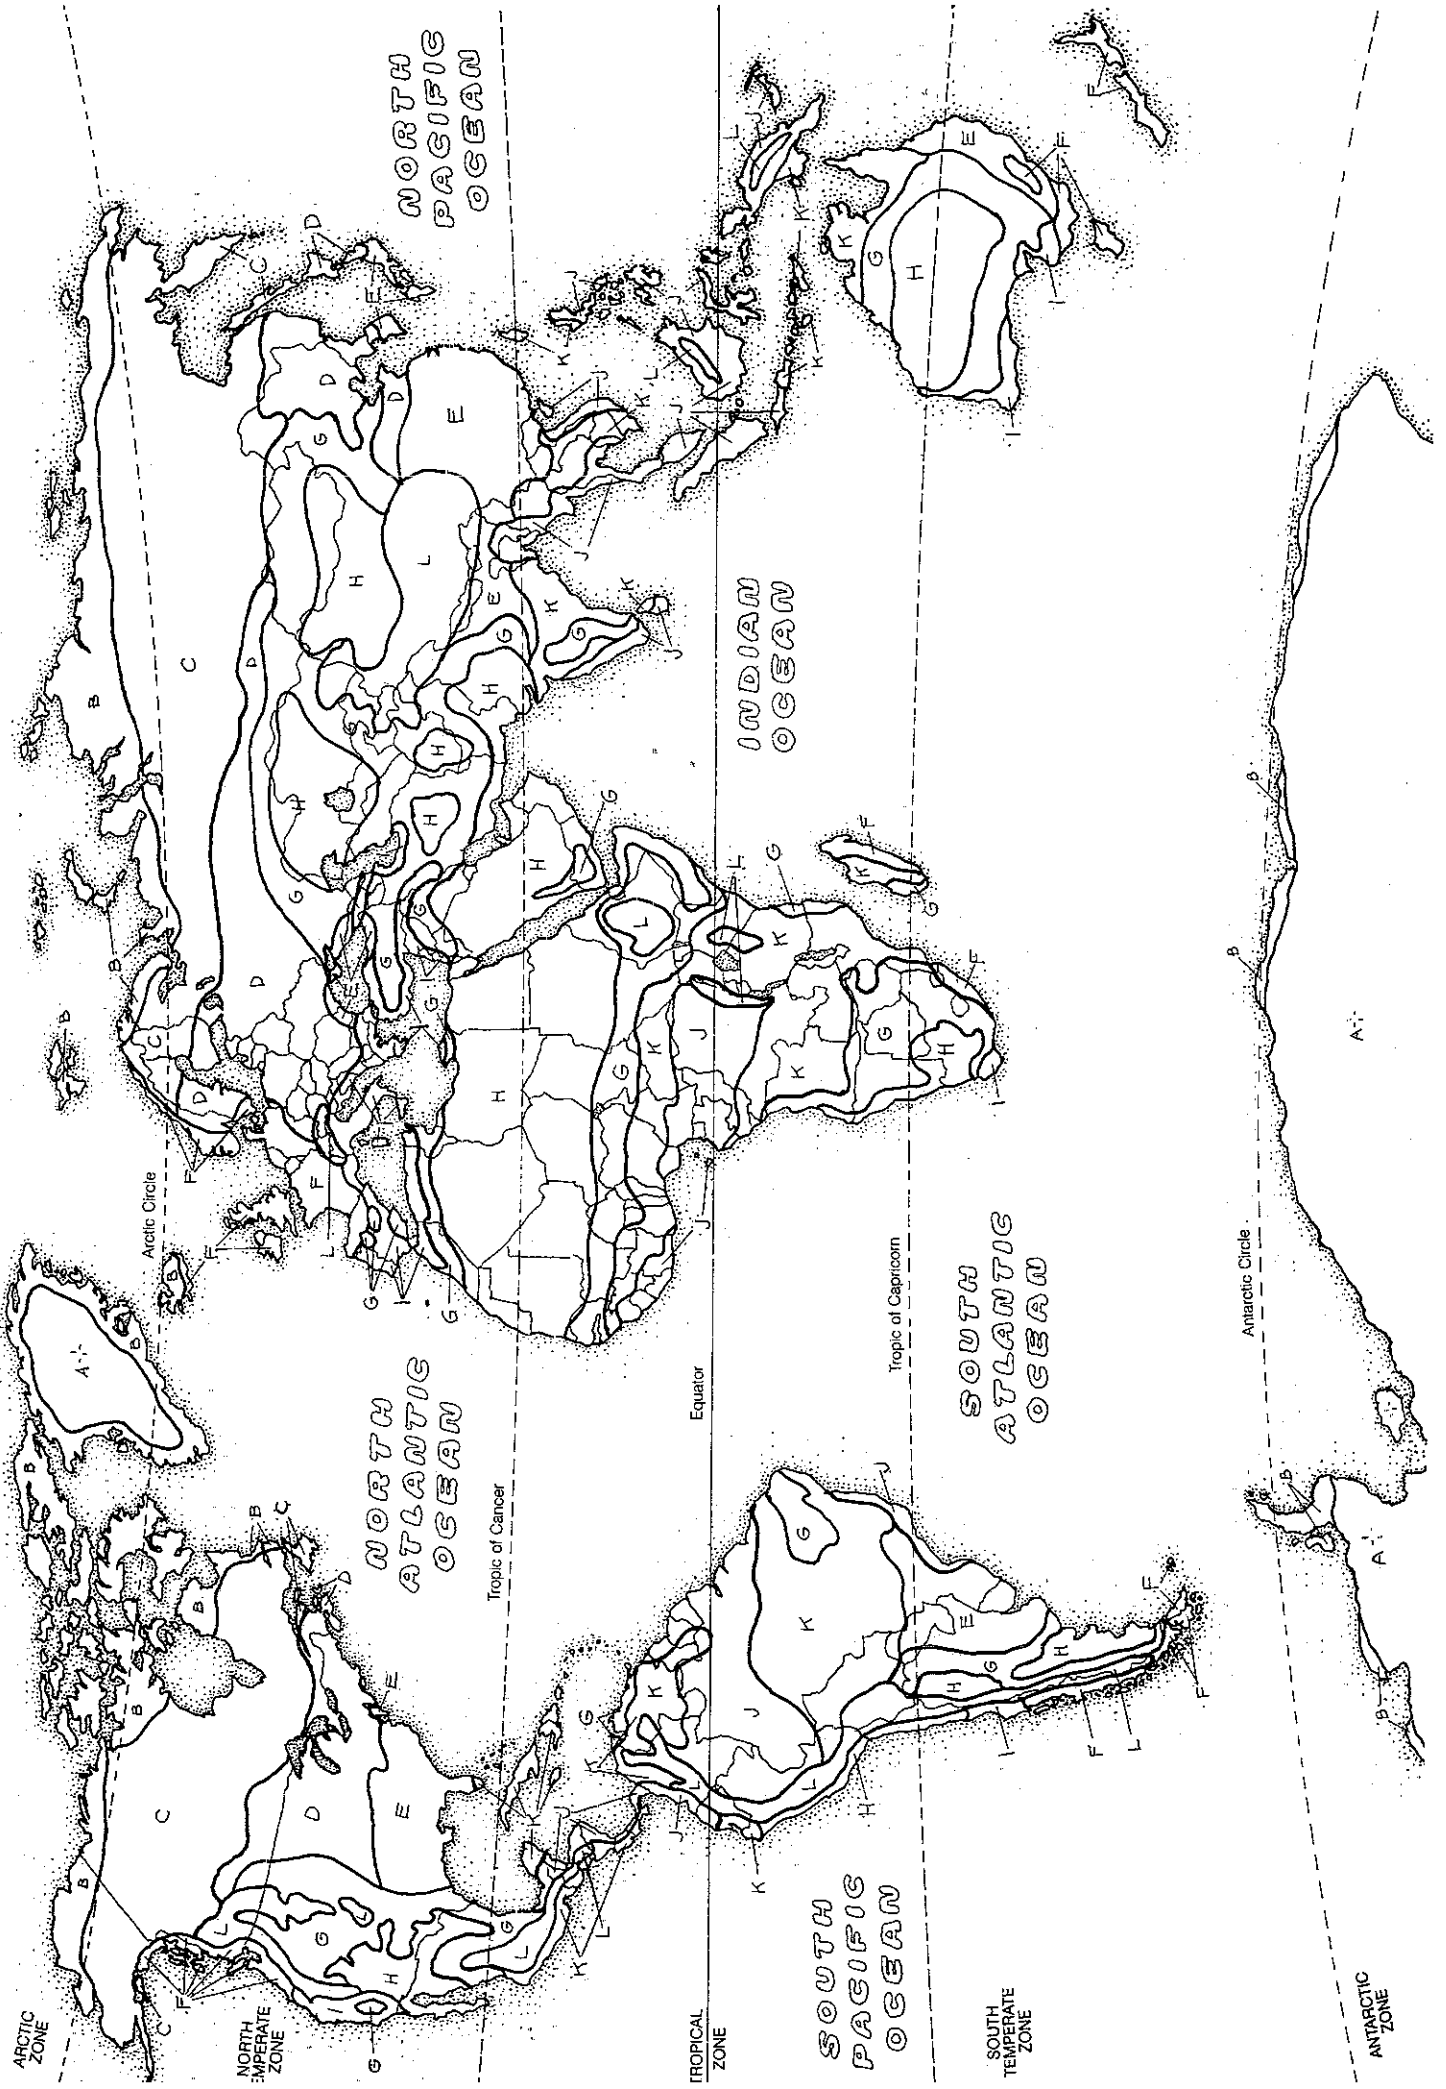 ARCTIC
ZONE
NORTH
EMPERATE
ZONE
TROPICAL
ZONE
SOUTH
TEMPERATE
ZONE
ANTARCTIC
ZONE
Arctic Circle
Tropic of Cancer
Equator
Tropic of Capricorn
Antarctic Circle
NORTH
PACIFIC
OCEAN
NORTH
ATLANTIC
OCEAN
INDIAN
OCEAN
SOUTH
ATLANTIC
OCEAN
SOUTH
PACIFIC
OCEAN
A
B
C
D
E
F
G
H
I
J
K
L